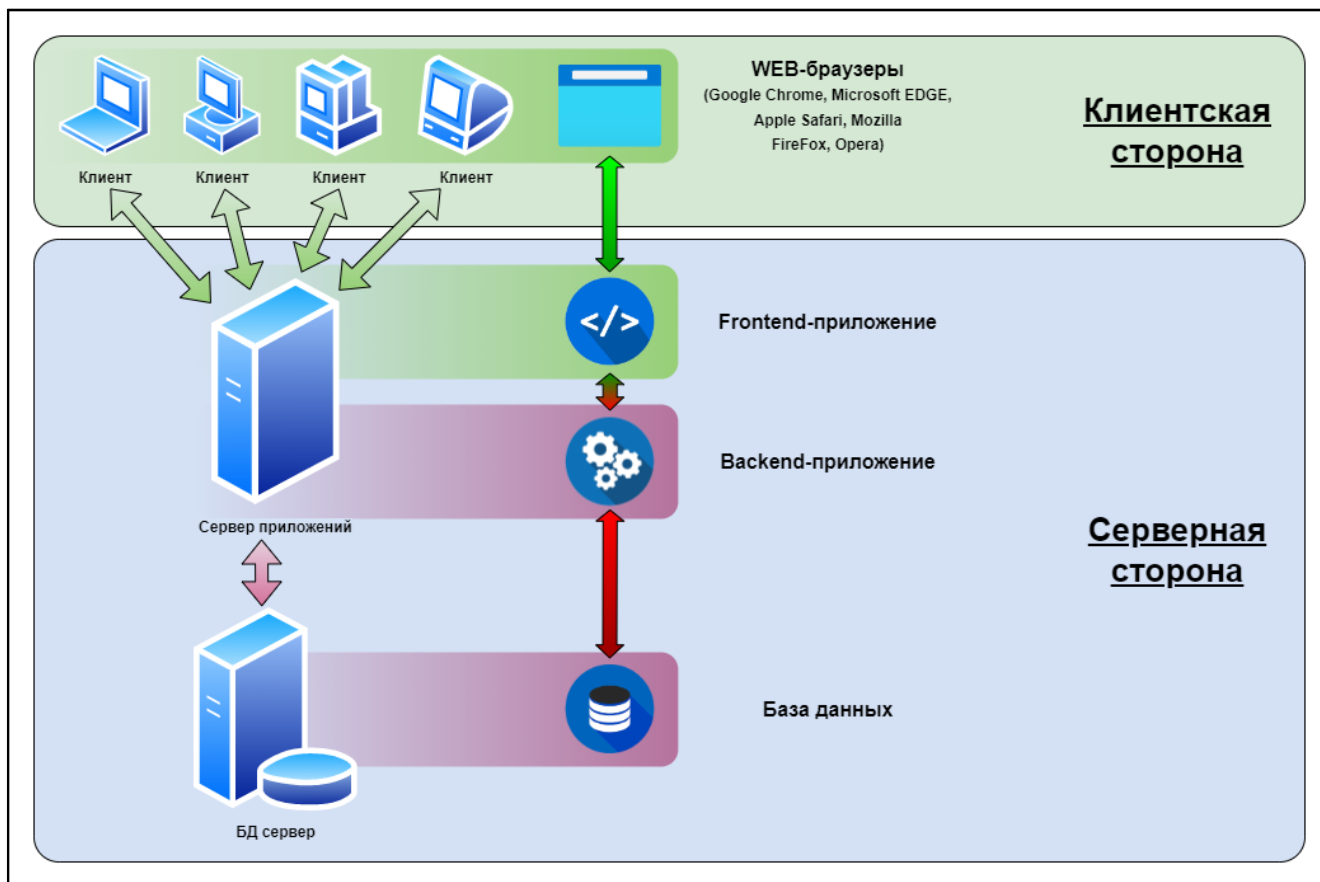 WEB-браузеры
(Google Chrome, Microsoft EDGE,
Apple Safari, Mozilla
FireFox, Opera)
Клиентская
сторона
Клиент
Клиент
Клиент
Клиент
</>
Frontend-приложение
Backend-приложение
Сервер приложений
Серверная
сторона
База данных
БД сервер